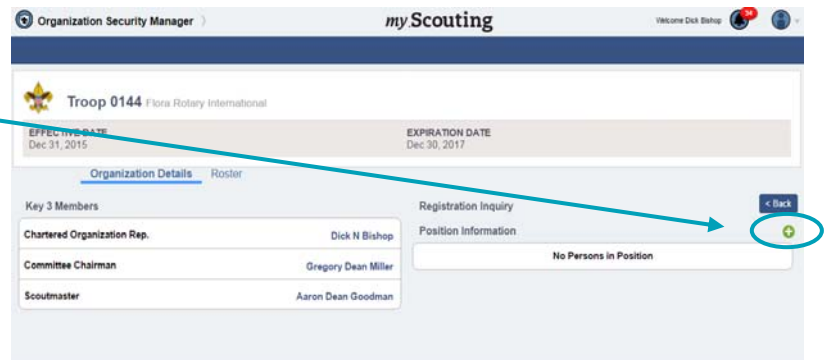 Organization Security Manager
my.Scouting
Welcome Dick Bishop
34
Troop 0144 Flora Rotary International
EFFECTIVE DATE
Dec 31, 2015
EXPIRATION DATE
Dec 30, 2017
Organization Details Roster
Key 3 Members
Chartered Organization Rep. Dick N Bishop
Committee Chairman Gregory Dean Miller
Scoutmaster Aaron Dean Goodman
Registration Inquiry
< Back
Position Information
No Persons in Position